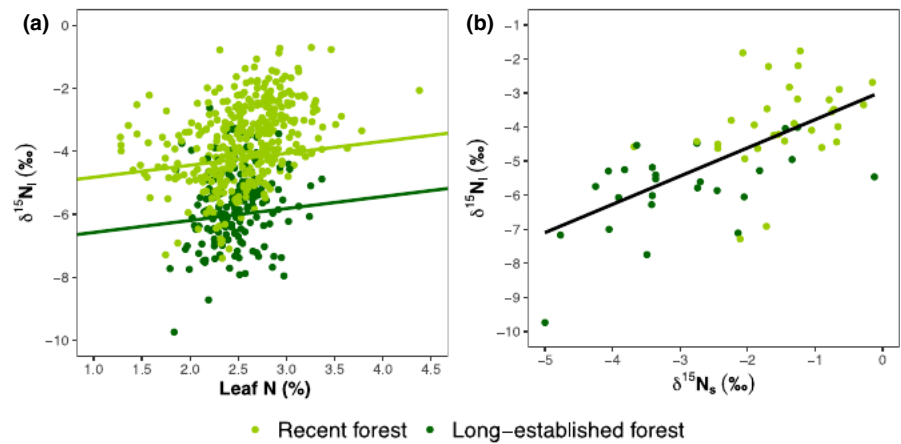 (a)
0
−2
−4
−6
−8
−10
δ¹⁵Nₗ (‰)
1.0 1.5 2.0 2.5 3.0 3.5 4.0 4.5
Leaf N (%)
(b)
−1
−2
−3
−4
−5
−6
−7
−8
−9
−10
δ¹⁵Nₗ (‰)
−5 −4 −3 −2 −1 0
δ¹⁵Nₛ (‰)
Recent forest Long−established forest